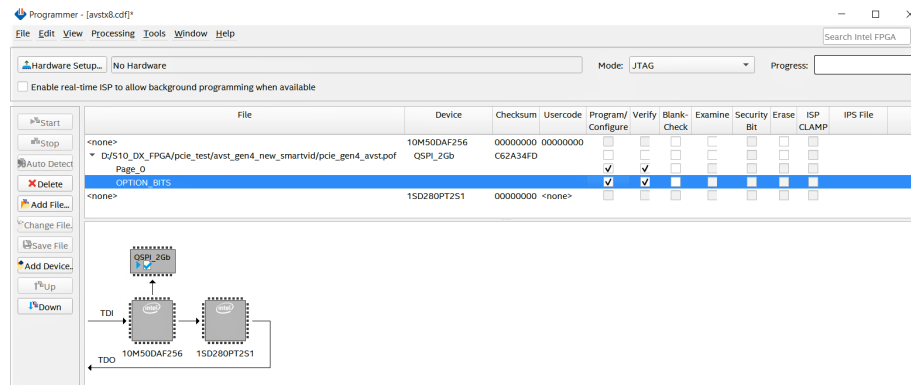 Programmer - [avstx8.cdf]*
File Edit View Processing Tools Window Help
Search Intel FPGA
Hardware Setup... No Hardware Mode: JTAG Progress:
Enable real-time ISP to allow background programming when available
File Device Checksum Usercode Program/ Configure Verify Blank- Check Examine Security Bit Erase ISP CLAMP IPS File
Start
Stop
Auto Detect
Delete
Add File...
Change File.
Save File
Add Device.
Up
Down
<none> 10M50DAF256 00000000 00000000
D:/S10_DX_FPGA/pcie_test/avst_gen4_new_smartvid/pcie_gen4_avst.pof QSPI_2Gb C62A34FD
Page_0
OPTION_BITS
<none> 1SD280PT2S1 00000000 <none>
QSPI_2Gb
intel intel
TDI
TDO
10M50DAF256 1SD280PT2S1